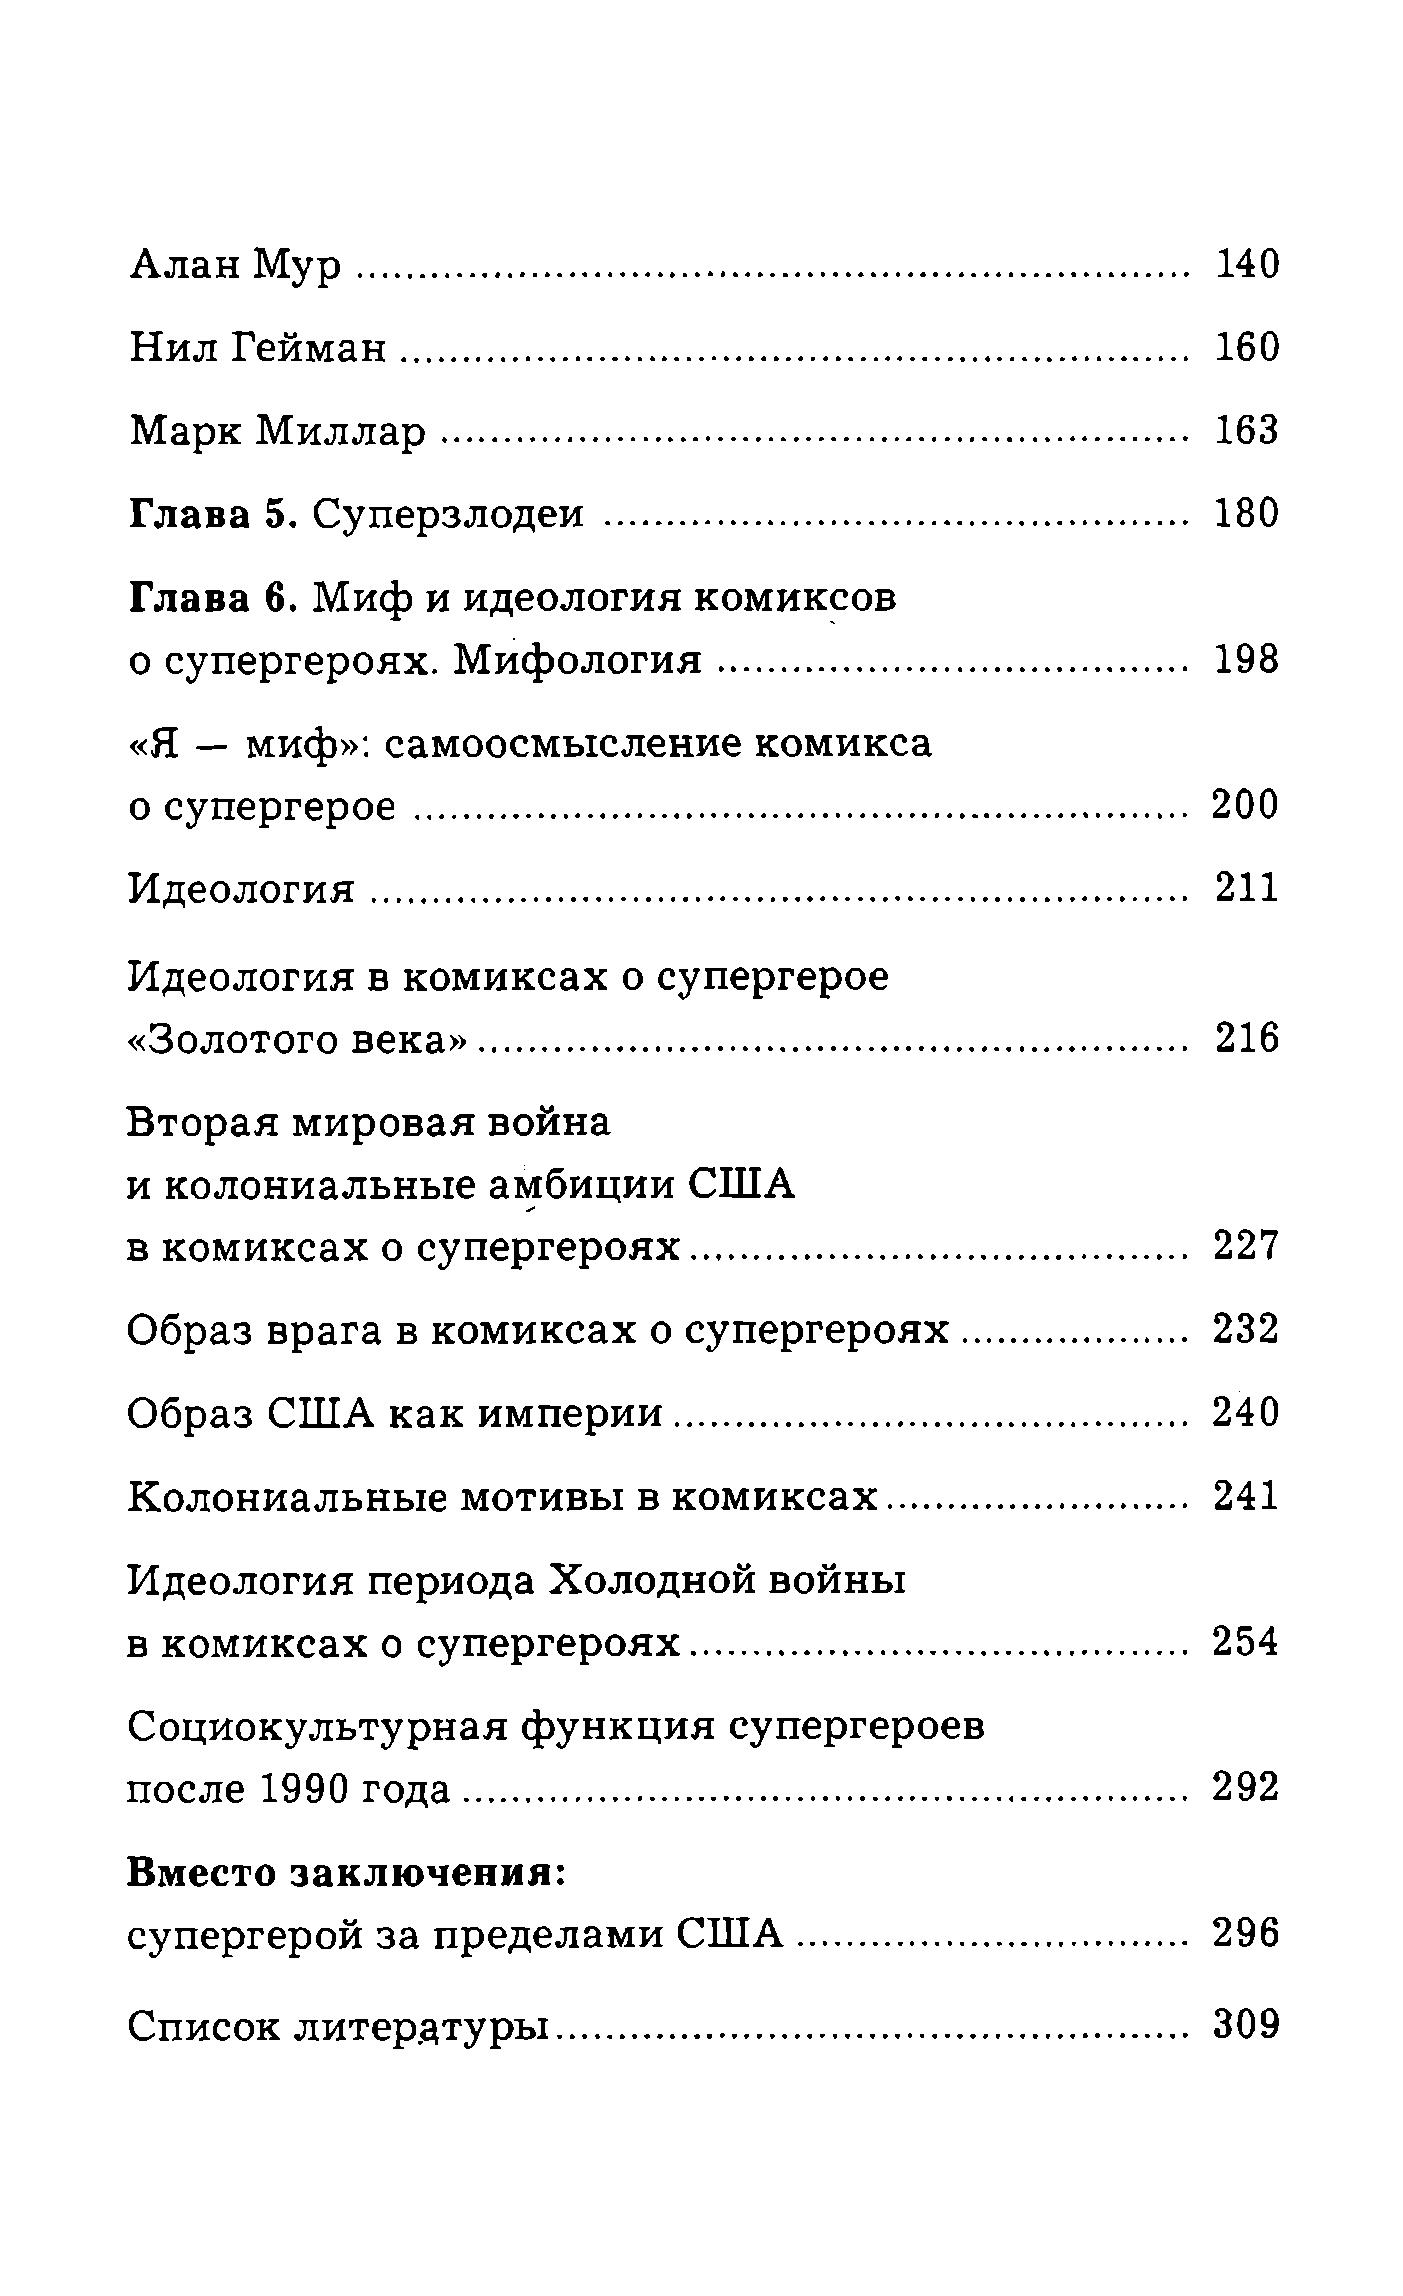 Алан Мур ........................ 140
Нил Гейман ........................ 160
Марк Миллар ........................ 163
Глава 5. Суперзлодеи ........................ 180
Глава 6. Миф и идеология комиксов
о супергероях. Мифология ........................ 198
«Я — миф»: самоосмысление комикса
о супергерое ........................ 200
Идеология ........................ 211
Идеология в комиксах о супергерое
«Золотого века» ........................ 216
Вторая мировая война
и колониальные амбиции США
в комиксах о супергероях ........................ 227
Образ врага в комиксах о супергероях ........................ 232
Образ США как империи ........................ 240
Колониальные мотивы в комиксах ........................ 241
Идеология периода Холодной войны
в комиксах о супергероях ........................ 254
Социокультурная функция супергероев
после 1990 года ........................ 292
Вместо заключения:
супергерой за пределами США ........................ 296
Список литературы ........................ 309